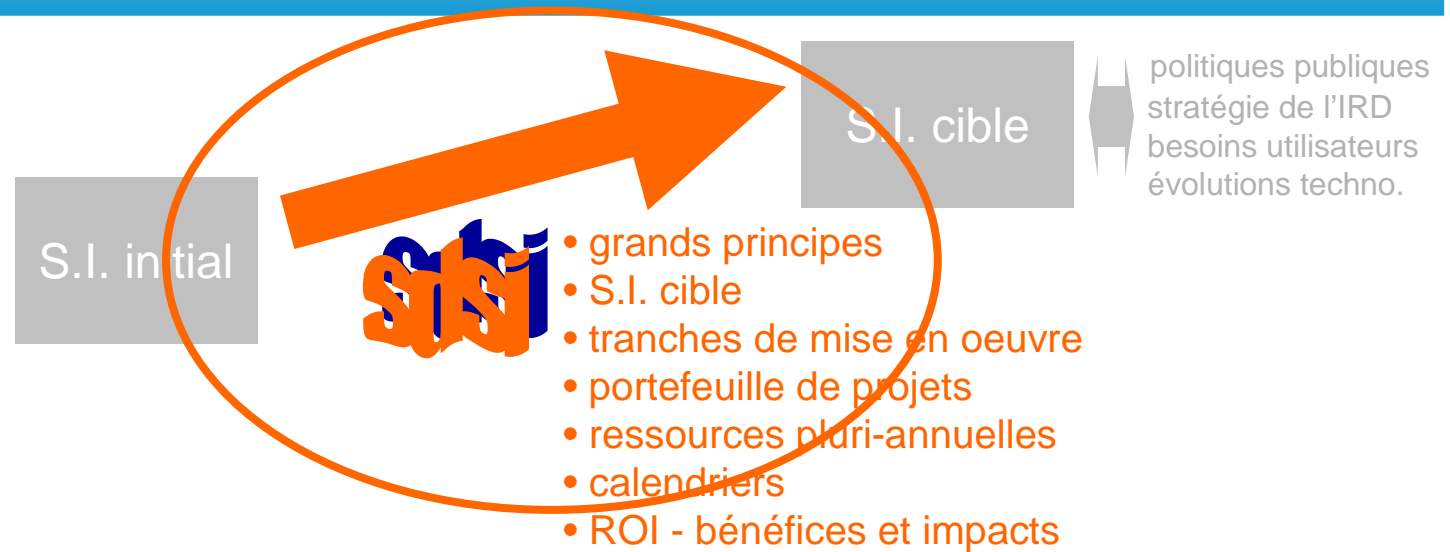 politiques publiques
S.I. cible
stratégie de l'IRD
besoins utilisateurs
évolutions techno.
S.I. initial
Sdsi
• grands principes
• S.I. cible
• tranches de mise en oeuvre
• portefeuille de projets
• ressources pluri-annuelles
• calendriers
• ROI - bénéfices et impacts